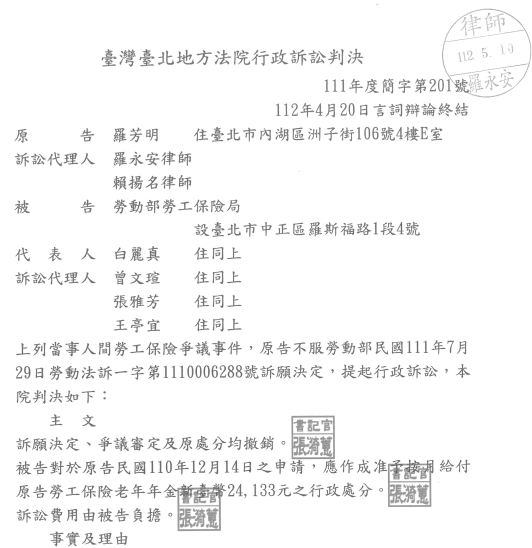 律師
112 5. 10
羅永安
臺灣臺北地方法院行政訴訟判決
111年度簡字第201號
112年4月20日言詞辯論終結
原　　告　羅芳明　住臺北市內湖區洲子街106號4樓E室
訴訟代理人　羅永安律師
賴揚名律師
被　　告　勞動部勞工保險局
設臺北市中正區羅斯福路1段4號
代　表　人　白麗真　住同上
訴訟代理人　曾文瑄　住同上
張雅芳　住同上
王亭宜　住同上
上列當事人間勞工保險爭議事件，原告不服勞動部民國111年7月
29日勞動法訴一字第1110006288號訴願決定，提起行政訴訟，本
院判決如下：
主　文
訴願決定、爭議審定及原處分均撤銷。
書記官
張漪蕙
被告對於原告民國110年12月14日之申請，應作成准予按月給付
書記官
張漪蕙
原告勞工保險老年年金新臺幣24,133元之行政處分。
書記官
張漪蕙
訴訟費用由被告負擔。
事實及理由